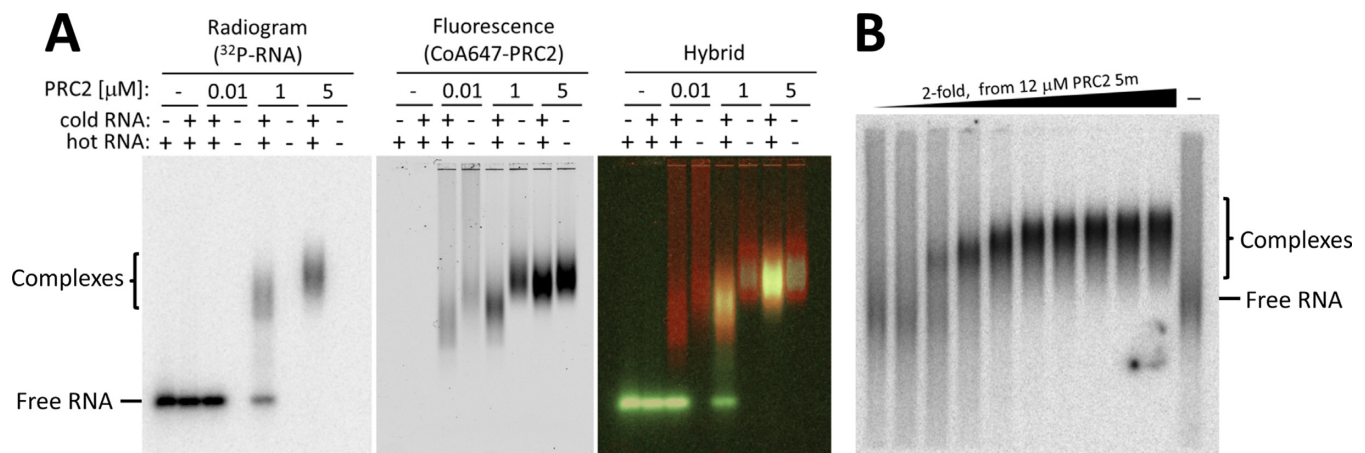 A
Radiogram
(³²P-RNA)
Fluorescence
(CoA647-PRC2)
Hybrid
PRC2 [µM]: - 0.01 1 5 - 0.01 1 5 - 0.01 1 5
cold RNA: - + + - + - + - - + + - + - + - - + + - + - + -
hot RNA: + + + - + - + - + + + - + - + - + + + - + - + -
Complexes
Free RNA
B
2-fold, from 12 µM PRC2 5m
–
Complexes
Free RNA